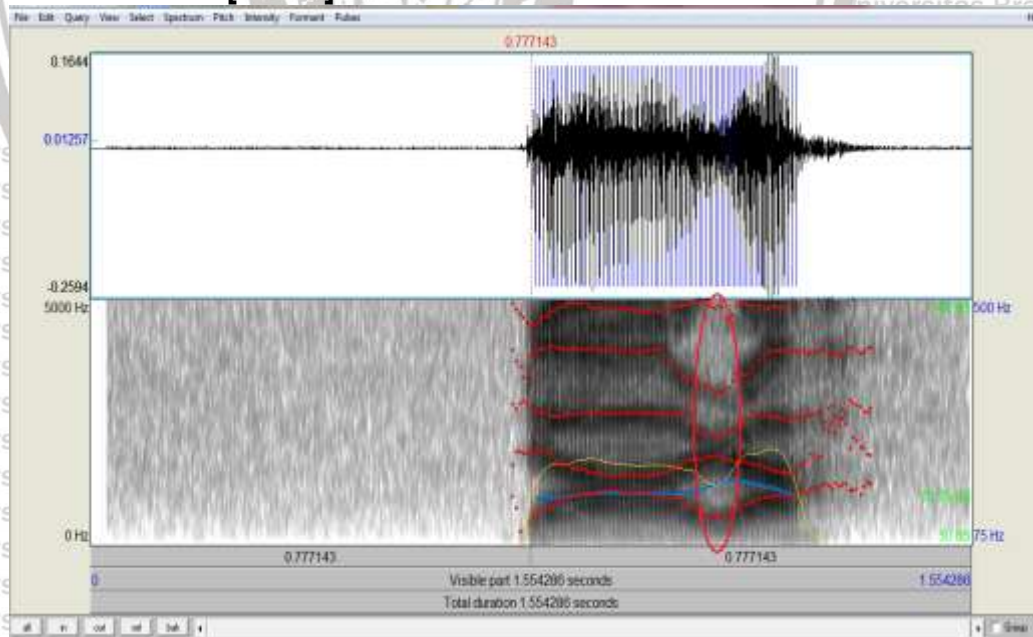 File Edit Query View Select Spectrum Pitch Intensity Formant Pulses
0.777143
0.1644
0.01257
-0.2594
5000 Hz
500 Hz
0 Hz
75 Hz
0.777143 0.777143
0 Visible part 1.554286 seconds 1.554286
Total duration 1.554286 seconds
all in out sel bak Group